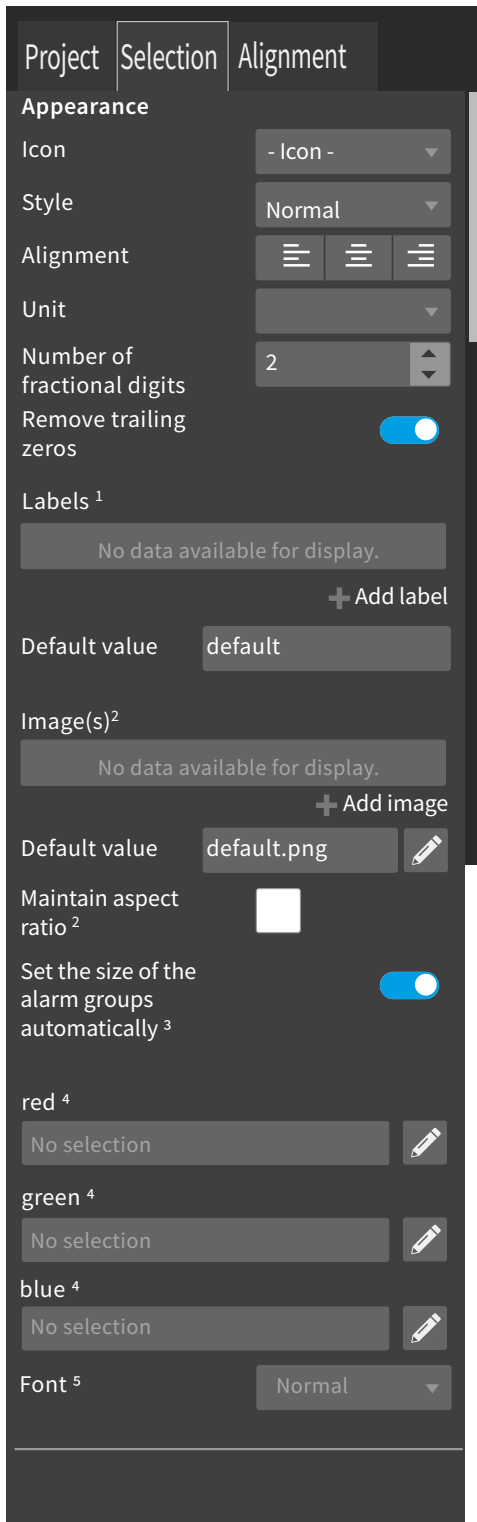 Project Selection Alignment
Appearance
Icon - Icon -
Style Normal
Alignment
Unit
Number of
fractional digits 2
Remove trailing
zeros
Labels ¹
No data available for display.
Add label
Default value default
Image(s)²
No data available for display.
Add image
Default value default.png
Maintain aspect
ratio ²
Set the size of the
alarm groups
automatically ³
red ⁴
No selection
green ⁴
No selection
blue ⁴
No selection
Font ⁵ Normal